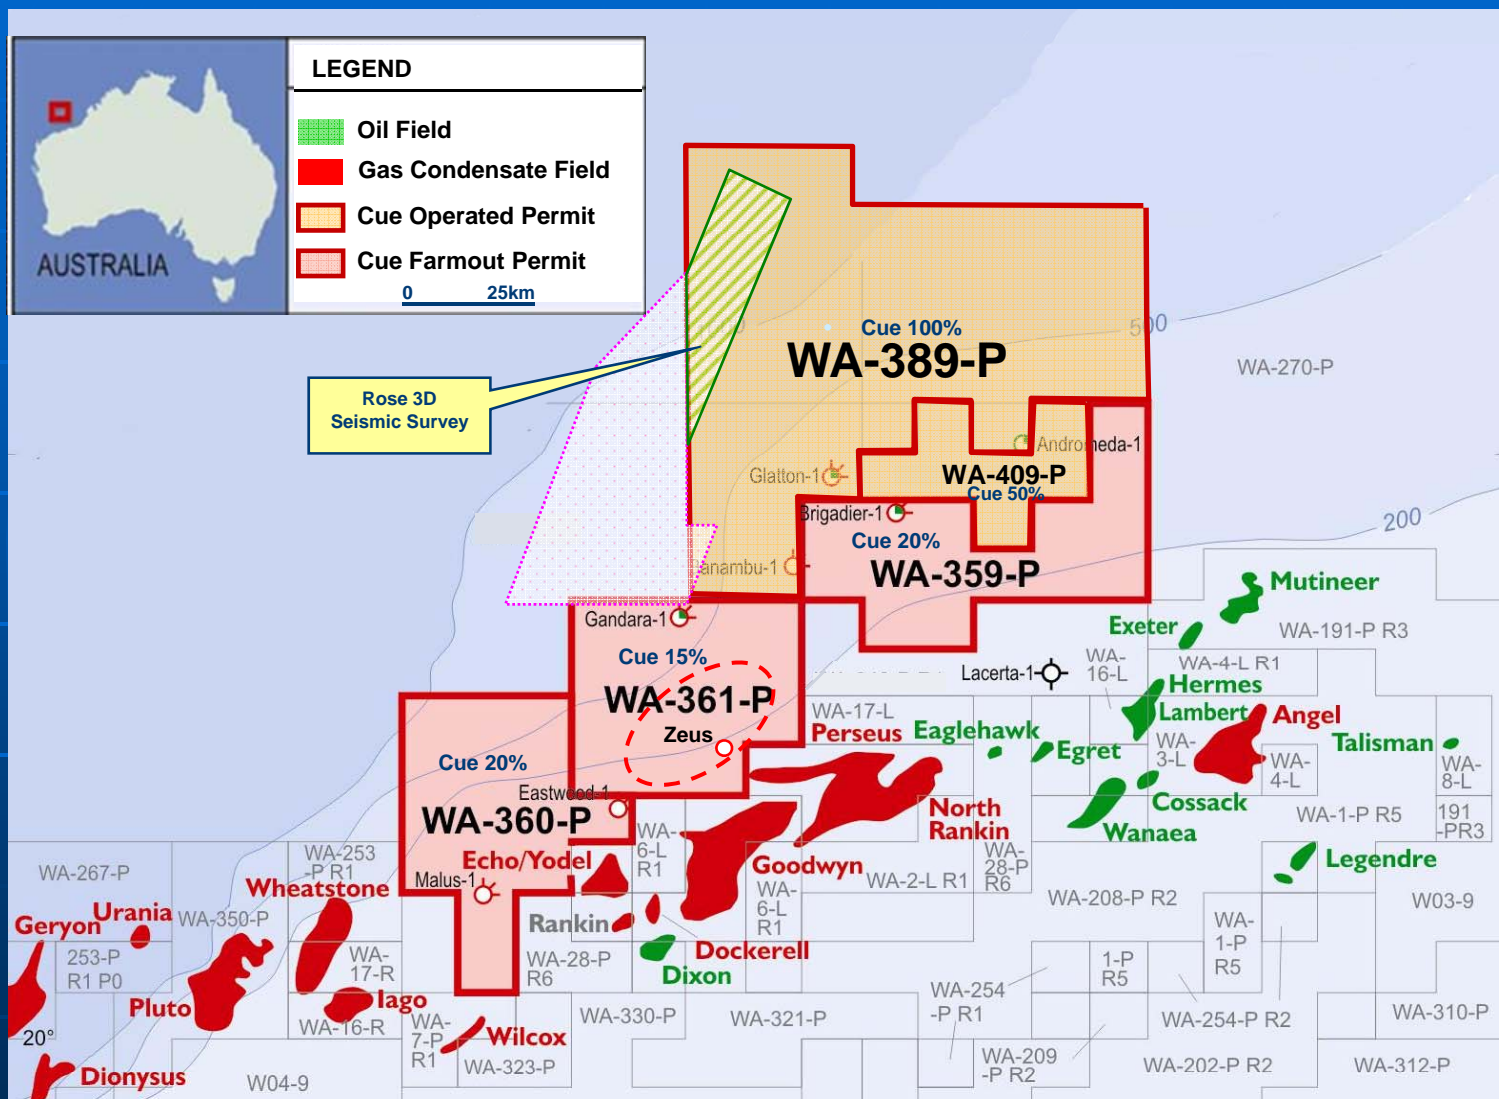 LEGEND
Oil Field
Gas Condensate Field
Cue Operated Permit
Cue Farmout Permit
0 25km
AUSTRALIA
Cue 100%
WA-389-P
500
WA-270-P
Rose 3D
Seismic Survey
Andromeda-1
Glatton-1
WA-409-P
Cue 50%
Brigadier-1
200
Cue 20%
WA-359-P
anambu-1
Mutineer
Exeter
WA-191-P R3
Gandara-1
Cue 15%
WA-361-P
Zeus
Lacerta-1
WA-
16-L
WA-4-L R1
Hermes
Lambert
Angel
WA-17-L
Perseus
Eaglehawk
Egret
WA-
3-L
WA-
4-L
Talisman
WA-
8-L
Cue 20%
WA-360-P
Eastwood-1
Cossack
Wanaea
WA-1-P R5
191
-PR3
North
Rankin
WA-
6-L
R1
Goodwyn
WA-
28-P
R6
Legendre
WA-267-P
WA-253
-P R1
Echo/Yodel
Malus-1
WA-2-L R1
WA-208-P R2
W03-9
Wheatstone
WA-
6-L
R1
Geryon
Urania
WA-350-P
Rankin
WA-
1-P
R5
253-P
R1 P0
WA-
17-R
WA-28-P
R6
Dockerell
Dixon
1-P
R5
Pluto
Iago
WA-254
-P R1
20°
WA-16-R
WA-
7-P
R1
Wilcox
WA-330-P
WA-321-P
WA-254-P R2
WA-310-P
Dionysus
W04-9
WA-323-P
WA-209
-P R2
WA-202-P R2
WA-312-P